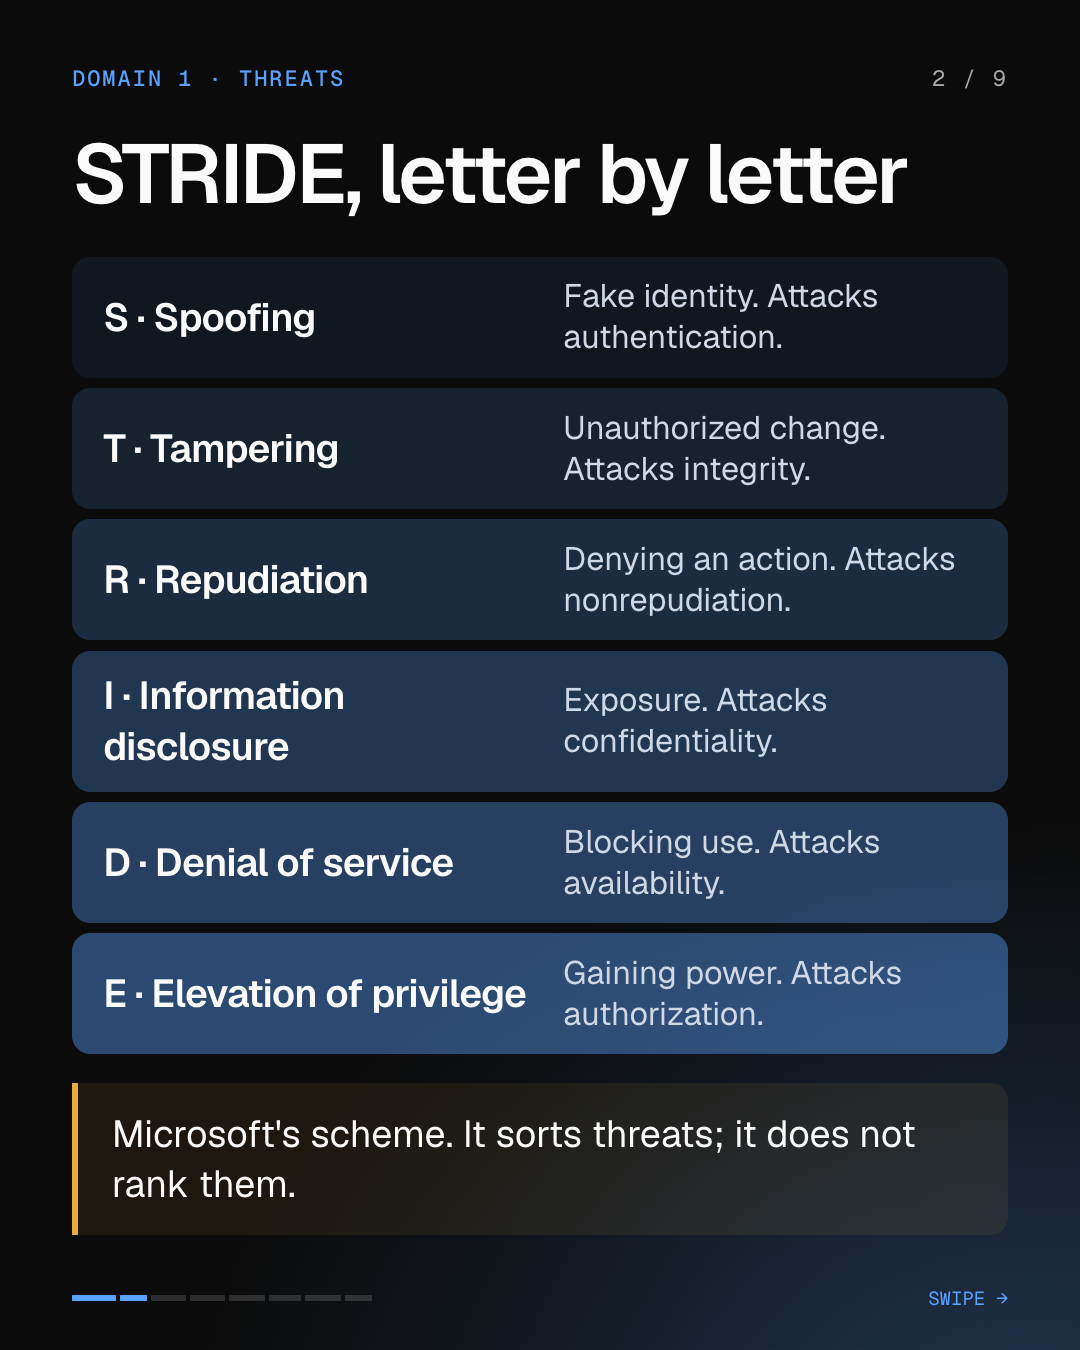 DOMAIN 1 · THREATS
2 / 9
STRIDE, letter by letter
S · Spoofing
Fake identity. Attacks
authentication.
T · Tampering
Unauthorized change.
Attacks integrity.
R · Repudiation
Denying an action. Attacks
nonrepudiation.
I · Information
disclosure
Exposure. Attacks
confidentiality.
D · Denial of service
Blocking use. Attacks
availability.
E · Elevation of privilege
Gaining power. Attacks
authorization.
Microsoft's scheme. It sorts threats; it does not
rank them.
SWIPE →